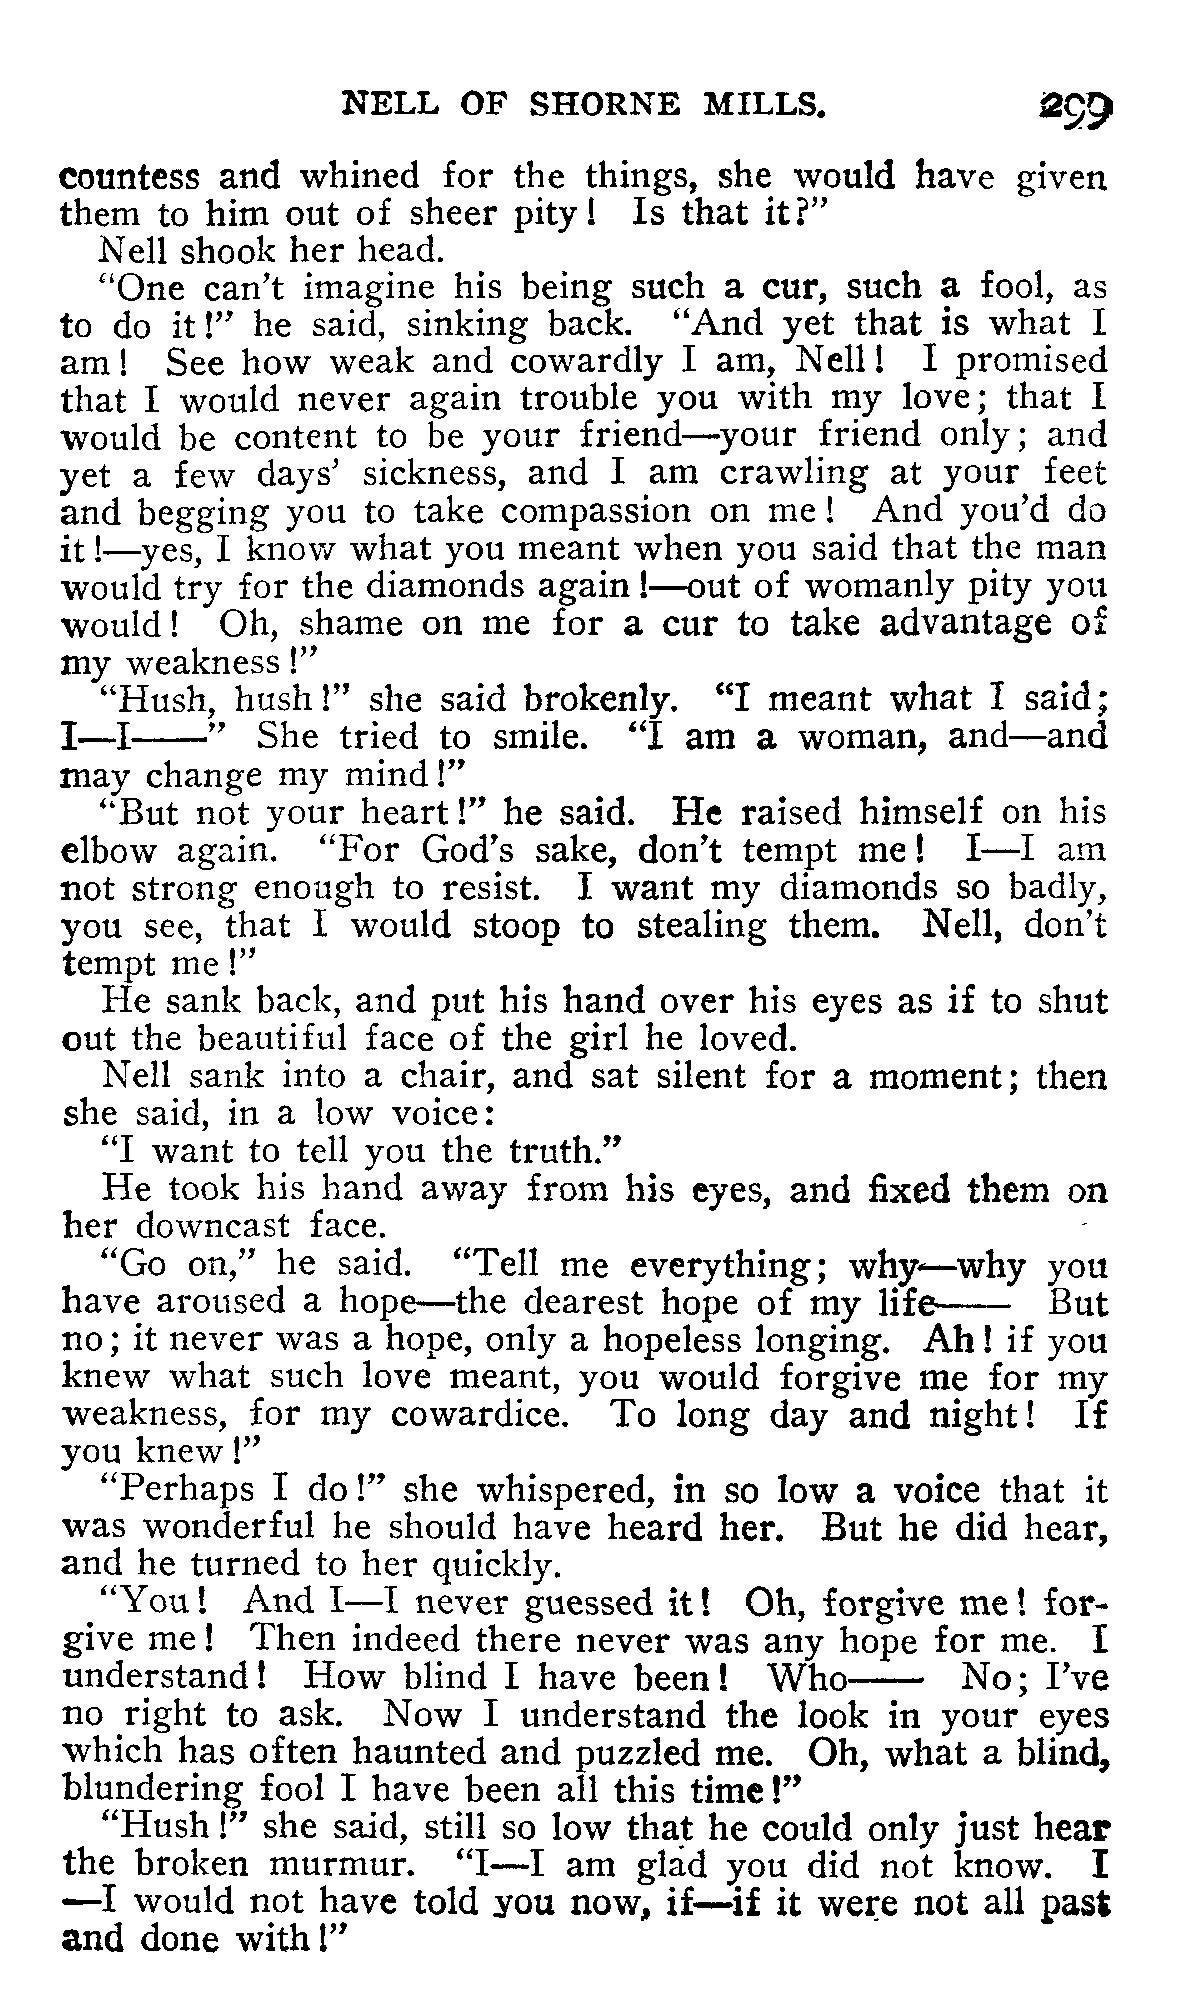 NELL OF SHORNE MILLS. 299
countess and whined for the things, she would have given
them to him out of sheer pity! Is that it?"
Nell shook her head.
"One can't imagine his being such a cur, such a fool, as
to do it!" he said, sinking back. "And yet that is what I
am! See how weak and cowardly I am, Nell! I promised
that I would never again trouble you with my love; that I
would be content to be your friend—your friend only; and
yet a few days' sickness, and I am crawling at your feet
and begging you to take compassion on me! And you'd do
it!—yes, I know what you meant when you said that the man
would try for the diamonds again!—out of womanly pity you
would! Oh, shame on me for a cur to take advantage of
my weakness!"
"Hush, hush!" she said brokenly. "I meant what I said;
I—I——" She tried to smile. "I am a woman, and—and
may change my mind!"
"But not your heart!" he said. He raised himself on his
elbow again. "For God's sake, don't tempt me! I—I am
not strong enough to resist. I want my diamonds so badly,
you see, that I would stoop to stealing them. Nell, don't
tempt me!"
He sank back, and put his hand over his eyes as if to shut
out the beautiful face of the girl he loved.
Nell sank into a chair, and sat silent for a moment; then
she said, in a low voice:
"I want to tell you the truth."
He took his hand away from his eyes, and fixed them on
her downcast face.
"Go on," he said. "Tell me everything; why—why you
have aroused a hope—the dearest hope of my life—— But
no; it never was a hope, only a hopeless longing. Ah! if you
knew what such love meant, you would forgive me for my
weakness, for my cowardice. To long day and night! If
you knew!"
"Perhaps I do!" she whispered, in so low a voice that it
was wonderful he should have heard her. But he did hear,
and he turned to her quickly.
"You! And I—I never guessed it! Oh, forgive me! for-
give me! Then indeed there never was any hope for me. I
understand! How blind I have been! Who—— No; I've
no right to ask. Now I understand the look in your eyes
which has often haunted and puzzled me. Oh, what a blind,
blundering fool I have been all this time!"
"Hush!" she said, still so low that he could only just hear
the broken murmur. "I—I am glad you did not know. I
—I would not have told you now, if—if it were not all past
and done with!"